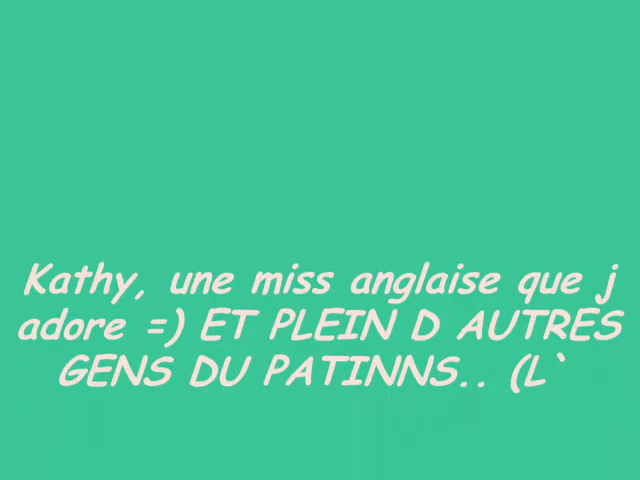 Kathy, une miss anglaise que j
adore =) ET PLEIN D AUTRES
GENS DU PATINNS.. (L`